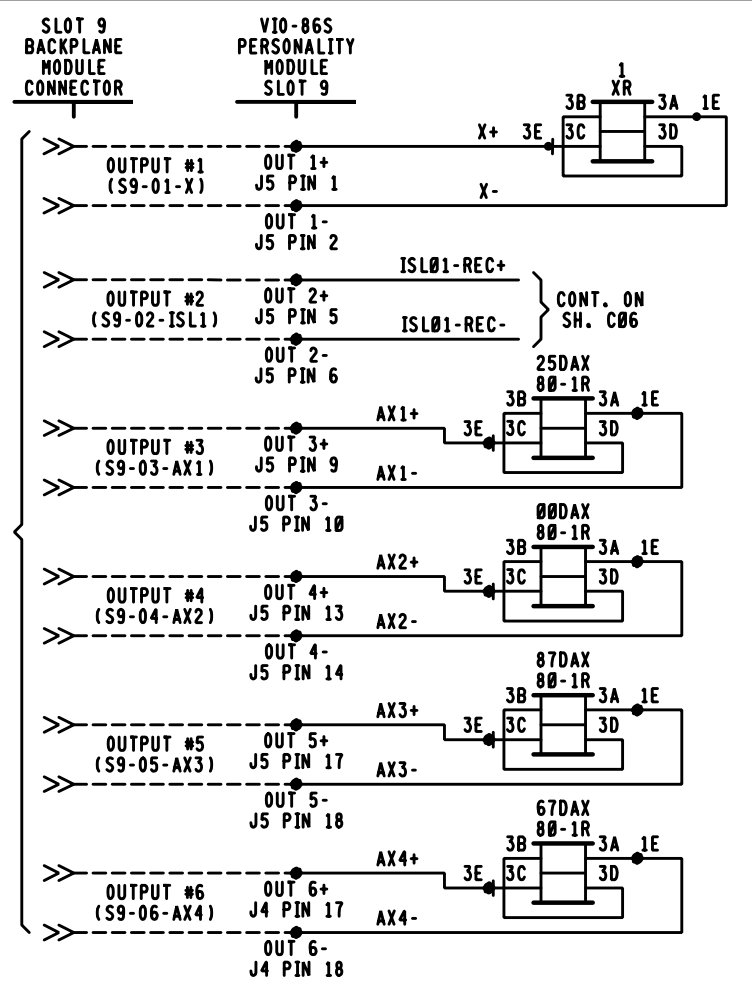 SLOT 9
BACKPLANE
MODULE
CONNECTOR
VIO-86S
PERSONALITY
MODULE
SLOT 9
1
XR
3B
3A
1E
X+
3E
3C
3D
OUTPUT #1
(S9-01-X)
OUT 1+
J5 PIN 1
X-
OUT 1-
J5 PIN 2
ISLØ1-REC+
OUTPUT #2
(S9-02-ISL1)
OUT 2+
J5 PIN 5
CONT. ON
SH. CØ6
ISLØ1-REC-
OUT 2-
J5 PIN 6
25DAX
8Ø-1R
3B
3A
1E
AX1+
3E
3C
3D
OUTPUT #3
(S9-03-AX1)
OUT 3+
J5 PIN 9
AX1-
OUT 3-
J5 PIN 1Ø
ØØDAX
8Ø-1R
3B
3A
1E
AX2+
3E
3C
3D
OUTPUT #4
(S9-04-AX2)
OUT 4+
J5 PIN 13
AX2-
OUT 4-
J5 PIN 14
87DAX
8Ø-1R
3B
3A
1E
AX3+
3E
3C
3D
OUTPUT #5
(S9-05-AX3)
OUT 5+
J5 PIN 17
AX3-
OUT 5-
J5 PIN 18
67DAX
8Ø-1R
3B
3A
1E
AX4+
3E
3C
3D
OUTPUT #6
(S9-06-AX4)
OUT 6+
J4 PIN 17
AX4-
OUT 6-
J4 PIN 18